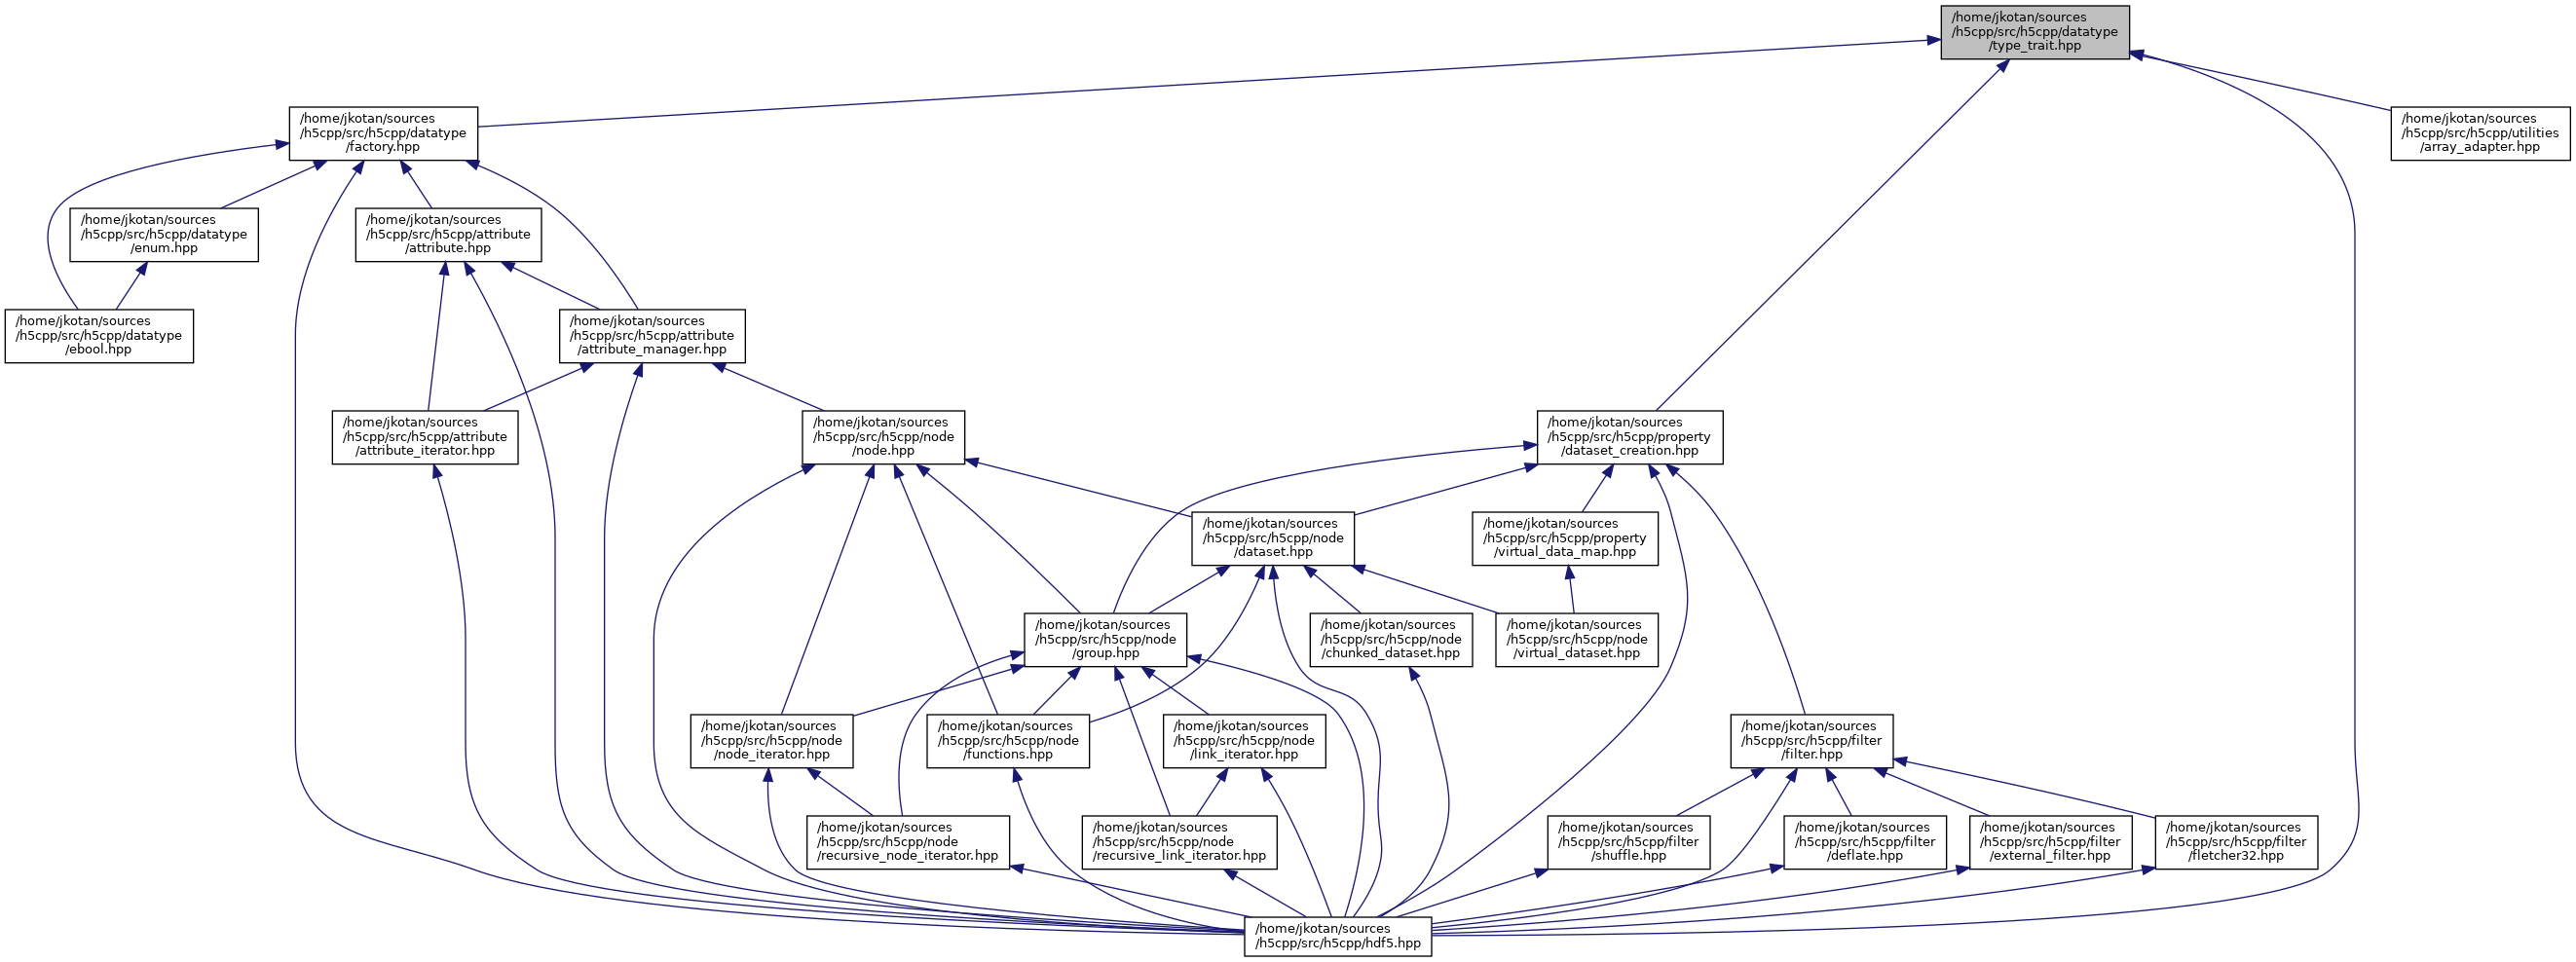 /home/jkotan/sources
/h5cpp/src/h5cpp/datatype
/type_trait.hpp
/home/jkotan/sources
/h5cpp/src/h5cpp/datatype
/factory.hpp
/home/jkotan/sources
/h5cpp/src/h5cpp/utilities
/array_adapter.hpp
/home/jkotan/sources
/h5cpp/src/h5cpp/datatype
/enum.hpp
/home/jkotan/sources
/h5cpp/src/h5cpp/attribute
/attribute.hpp
/home/jkotan/sources
/h5cpp/src/h5cpp/datatype
/ebool.hpp
/home/jkotan/sources
/h5cpp/src/h5cpp/attribute
/attribute_manager.hpp
/home/jkotan/sources
/h5cpp/src/h5cpp/attribute
/attribute_iterator.hpp
/home/jkotan/sources
/h5cpp/src/h5cpp/node
/node.hpp
/home/jkotan/sources
/h5cpp/src/h5cpp/property
/dataset_creation.hpp
/home/jkotan/sources
/h5cpp/src/h5cpp/node
/dataset.hpp
/home/jkotan/sources
/h5cpp/src/h5cpp/property
/virtual_data_map.hpp
/home/jkotan/sources
/h5cpp/src/h5cpp/node
/group.hpp
/home/jkotan/sources
/h5cpp/src/h5cpp/node
/chunked_dataset.hpp
/home/jkotan/sources
/h5cpp/src/h5cpp/node
/virtual_dataset.hpp
/home/jkotan/sources
/h5cpp/src/h5cpp/node
/node_iterator.hpp
/home/jkotan/sources
/h5cpp/src/h5cpp/node
/functions.hpp
/home/jkotan/sources
/h5cpp/src/h5cpp/node
/link_iterator.hpp
/home/jkotan/sources
/h5cpp/src/h5cpp/filter
/filter.hpp
/home/jkotan/sources
/h5cpp/src/h5cpp/node
/recursive_node_iterator.hpp
/home/jkotan/sources
/h5cpp/src/h5cpp/node
/recursive_link_iterator.hpp
/home/jkotan/sources
/h5cpp/src/h5cpp/filter
/shuffle.hpp
/home/jkotan/sources
/h5cpp/src/h5cpp/filter
/deflate.hpp
/home/jkotan/sources
/h5cpp/src/h5cpp/filter
/external_filter.hpp
/home/jkotan/sources
/h5cpp/src/h5cpp/filter
/fletcher32.hpp
/home/jkotan/sources
/h5cpp/src/h5cpp/hdf5.hpp